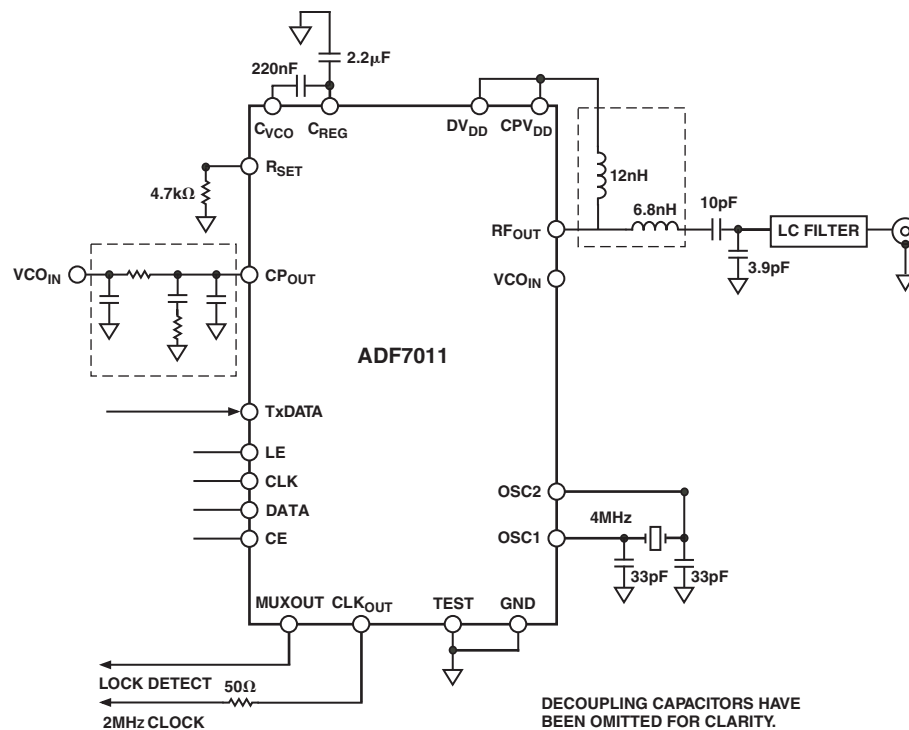 2.2μF
220nF
CVCO
CREG
DVDD
CPVDD
RSET
4.7kΩ
12nH
6.8nH
10pF
RFOUT
LC FILTER
3.9pF
VCOIN
CPOUT
VCOIN
ADF7011
TxDATA
LE
CLK
DATA
CE
OSC2
4MHz
OSC1
33pF
33pF
MUXOUT
CLKOUT
TEST
GND
LOCK DETECT
50Ω
2MHz CLOCK
DECOUPLING CAPACITORS HAVE
BEEN OMITTED FOR CLARITY.